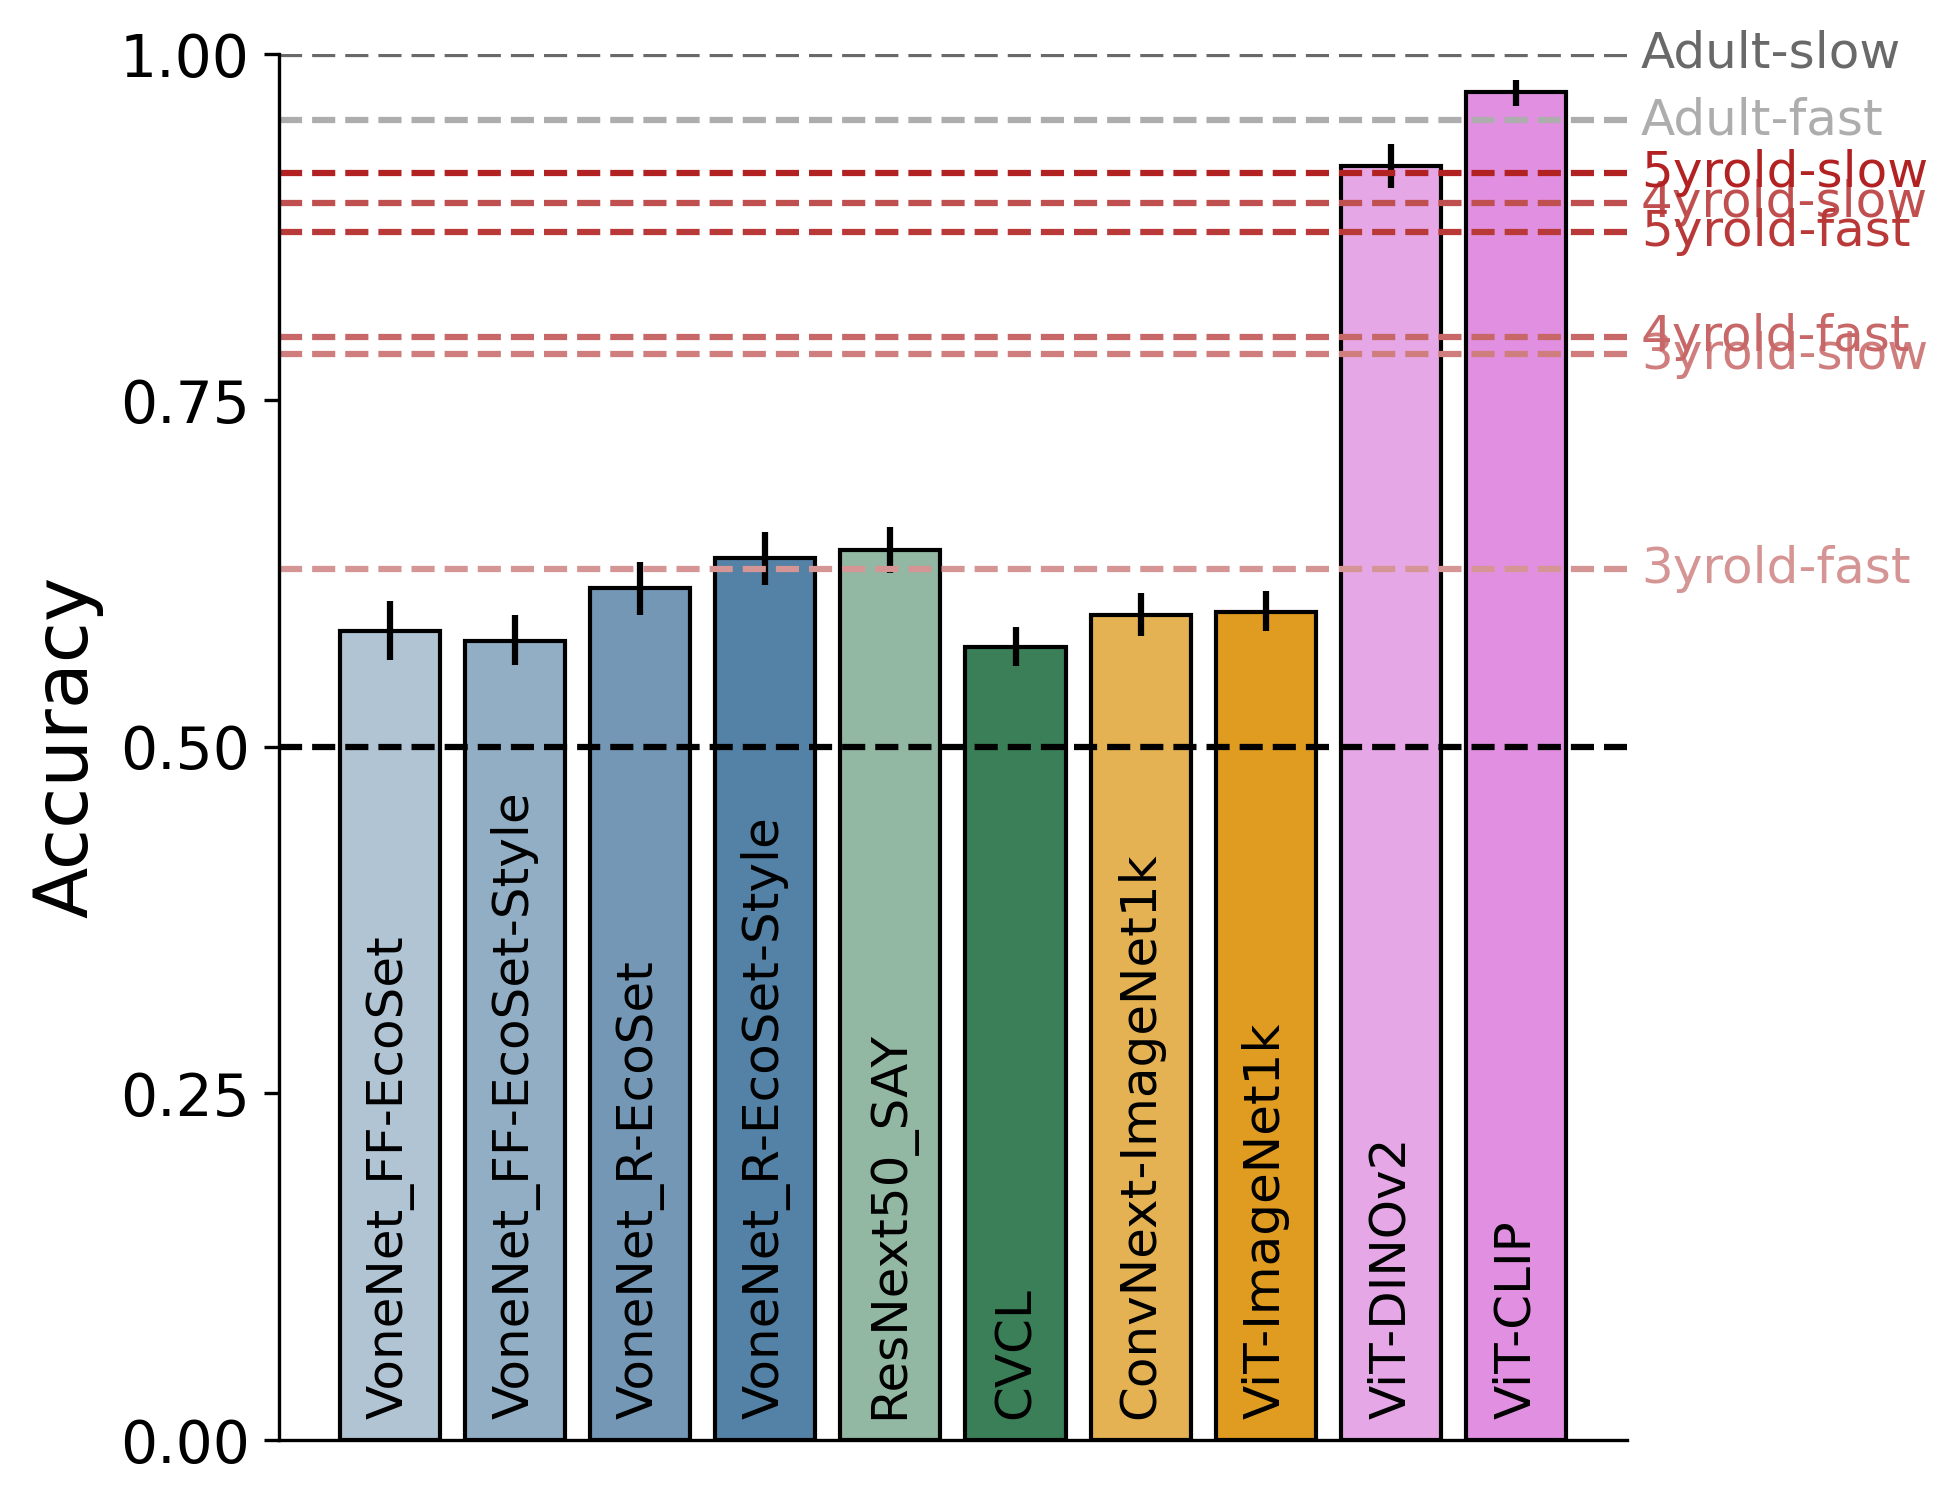 Accuracy
1.00
0.75
0.50
0.25
0.00
VoneNet_FF-EcoSet
VoneNet_FF-EcoSet-Style
VoneNet_R-EcoSet
VoneNet_R-EcoSet-Style
ResNext50_SAY
CVCL
ConvNext-ImageNet1k
ViT-ImageNet1k
ViT-DINOv2
ViT-CLIP
Adult-slow
Adult-fast
5yrold-slow
4yrold-slow
5yrold-fast
4yrold-fast
3yrold-slow
3yrold-fast